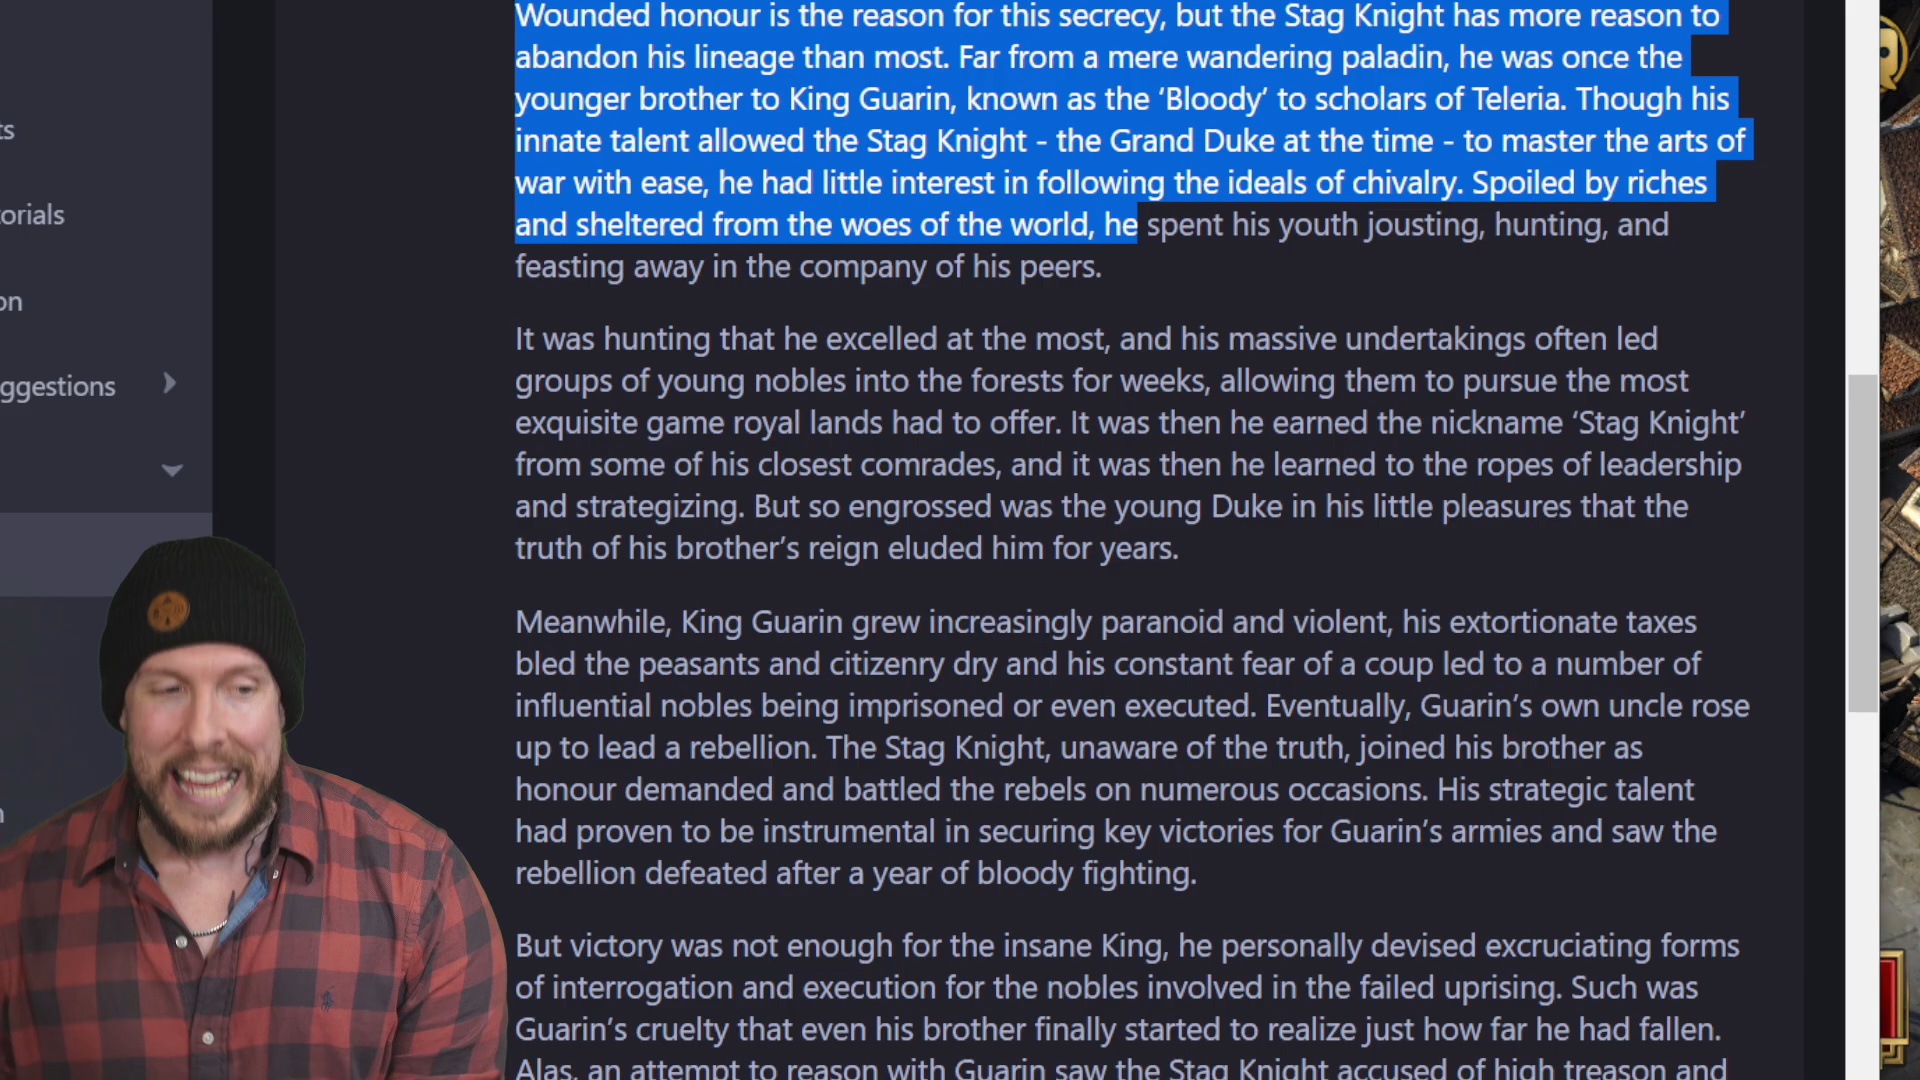 Wounded honour is the reason for this secrecy, but the Stag Knight has more reason to
abandon his lineage than most. Far from a mere wandering paladin, he was once the
younger brother to King Guarin, known as the ‘Bloody’ to scholars of Teleria. Though his
innate talent allowed the Stag Knight - the Grand Duke at the time - to master the arts of
war with ease, he had little interest in following the ideals of chivalry. Spoiled by riches
and sheltered from the woes of the world, he spent his youth jousting, hunting, and
feasting away in the company of his peers.
It was hunting that he excelled at the most, and his massive undertakings often led
groups of young nobles into the forests for weeks, allowing them to pursue the most
exquisite game royal lands had to offer. It was then he earned the nickname ‘Stag Knight’
from some of his closest comrades, and it was then he learned to the ropes of leadership
and strategizing. But so engrossed was the young Duke in his little pleasures that the
truth of his brother’s reign eluded him for years.
Meanwhile, King Guarin grew increasingly paranoid and violent, his extortionate taxes
bled the peasants and citizenry dry and his constant fear of a coup led to a number of
influential nobles being imprisoned or even executed. Eventually, Guarin’s own uncle rose
up to lead a rebellion. The Stag Knight, unaware of the truth, joined his brother as
honour demanded and battled the rebels on numerous occasions. His strategic talent
had proven to be instrumental in securing key victories for Guarin’s armies and saw the
rebellion defeated after a year of bloody fighting.
But victory was not enough for the insane King, he personally devised excruciating forms
of interrogation and execution for the nobles involved in the failed uprising. Such was
Guarin’s cruelty that even his brother finally started to realize just how far he had fallen.
Alas, an attempt to reason with Guarin saw the Stag Knight accused of high treason and
ts
orials
on
ggestions
n